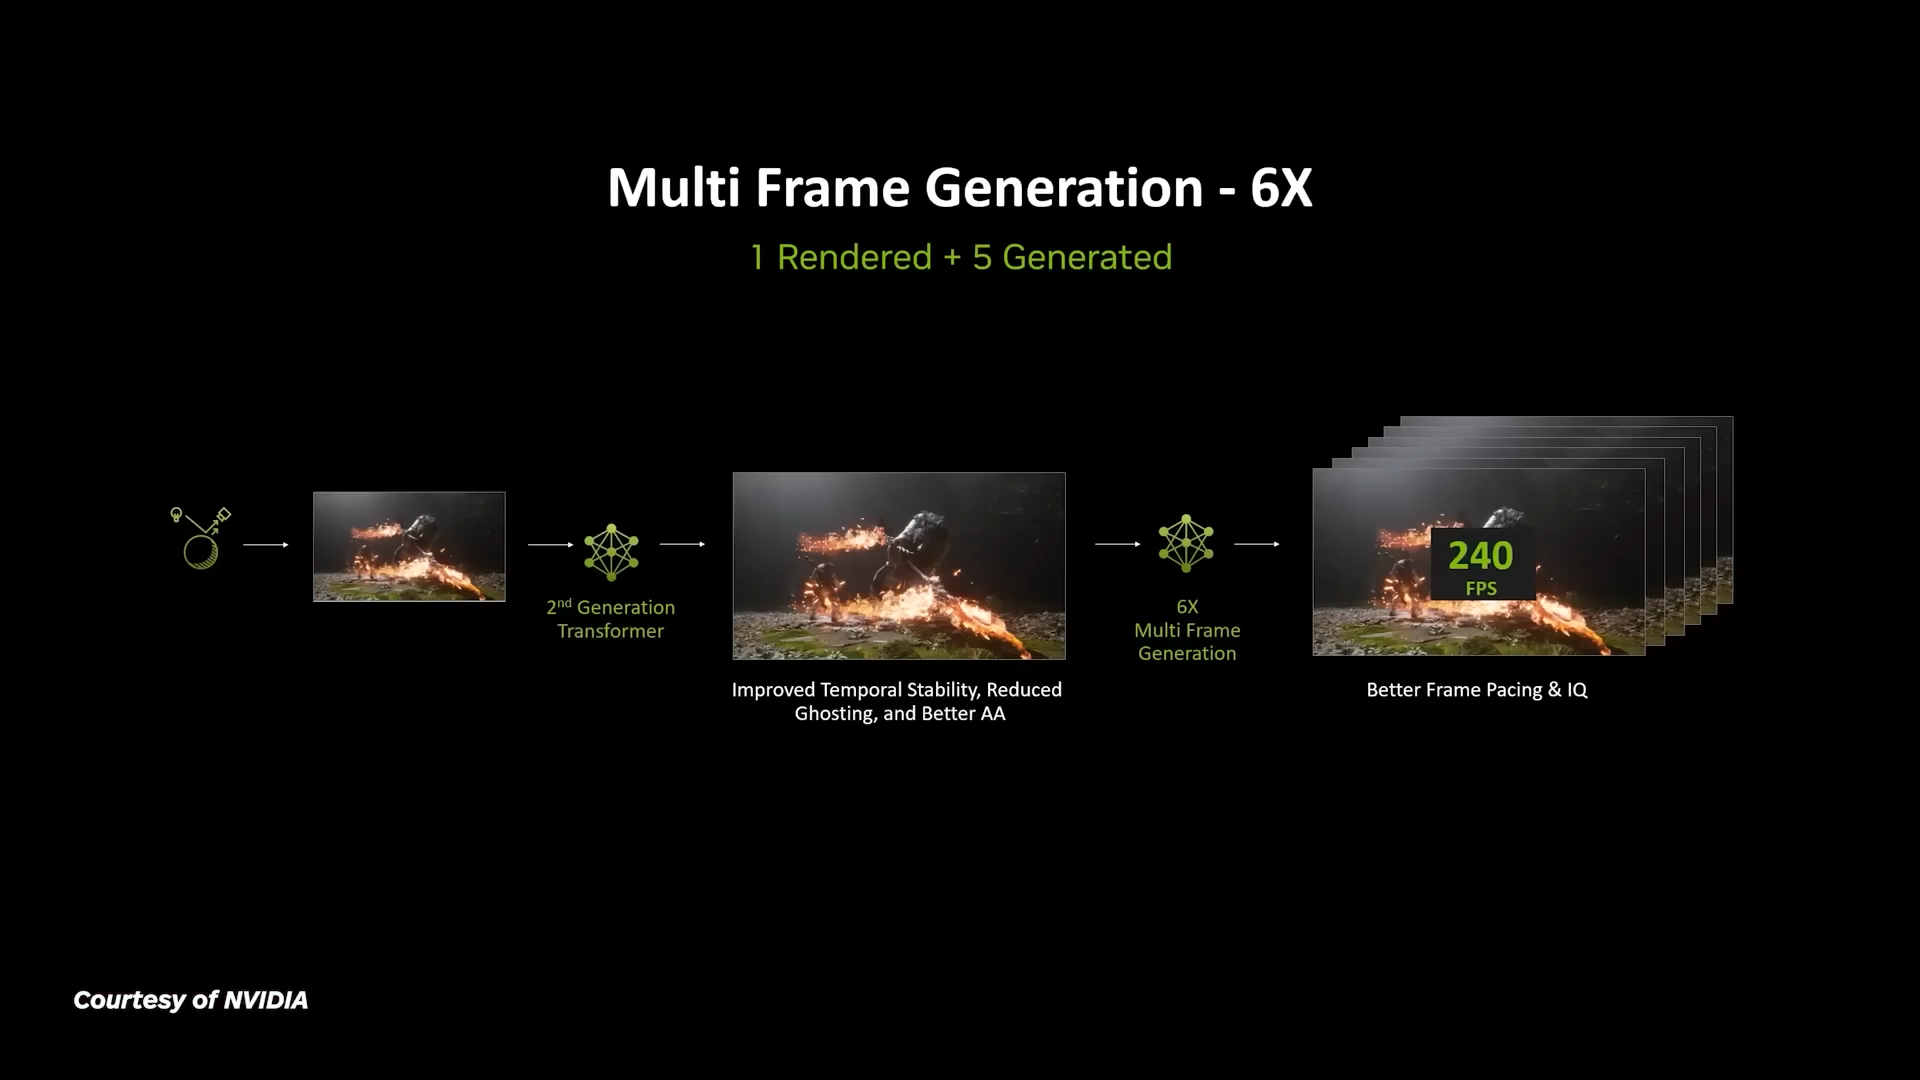 Multi Frame Generation - 6X
1 Rendered + 5 Generated
2nd Generation
Transformer
Improved Temporal Stability, Reduced
Ghosting, and Better AA
6X
Multi Frame
Generation
240
FPS
Better Frame Pacing & IQ
Courtesy of NVIDIA